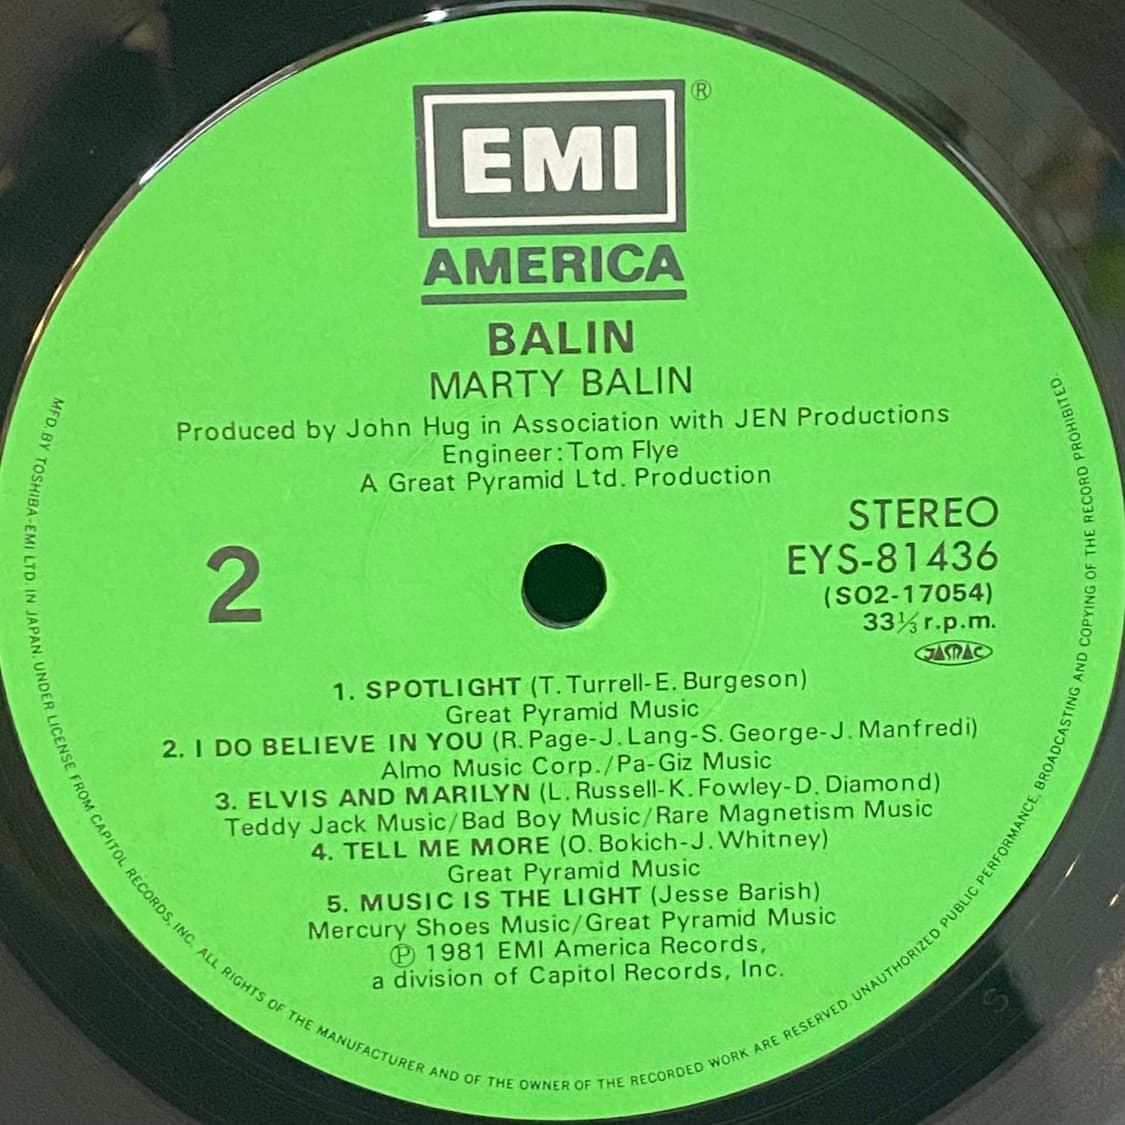 EMI ®
AMERICA
BALIN
MARTY BALIN
Produced by John Hug in Association with JEN Productions
Engineer: Tom Flye
A Great Pyramid Ltd. Production
2
STEREO
EYS-81436
(SO2-17054)
33⅓ r.p.m.
JASRAC
1. SPOTLIGHT (T. Turrell-E. Burgeson)
Great Pyramid Music
2. I DO BELIEVE IN YOU (R. Page-J. Lang-S. George-J. Manfredi)
Almo Music Corp./Pa-Giz Music
3. ELVIS AND MARILYN (L. Russell-K. Fowley-D. Diamond)
Teddy Jack Music/Bad Boy Music/Rare Magnetism Music
4. TELL ME MORE (O. Bokich-J. Whitney)
Great Pyramid Music
5. MUSIC IS THE LIGHT (Jesse Barish)
Mercury Shoes Music/Great Pyramid Music
Ⓟ 1981 EMI America Records,
a division of Capitol Records, Inc.
MFD. BY TOSHIBA-EMI LTD. IN JAPAN. UNDER LICENSE FROM CAPITOL RECORDS, INC. ALL RIGHTS OF THE MANUFACTURER AND OF THE OWNER OF THE RECORDED WORK ARE RESERVED. UNAUTHORIZED PUBLIC PERFORMANCE, BROADCASTING AND COPYING OF THE RECORD PROHIBITED.
S